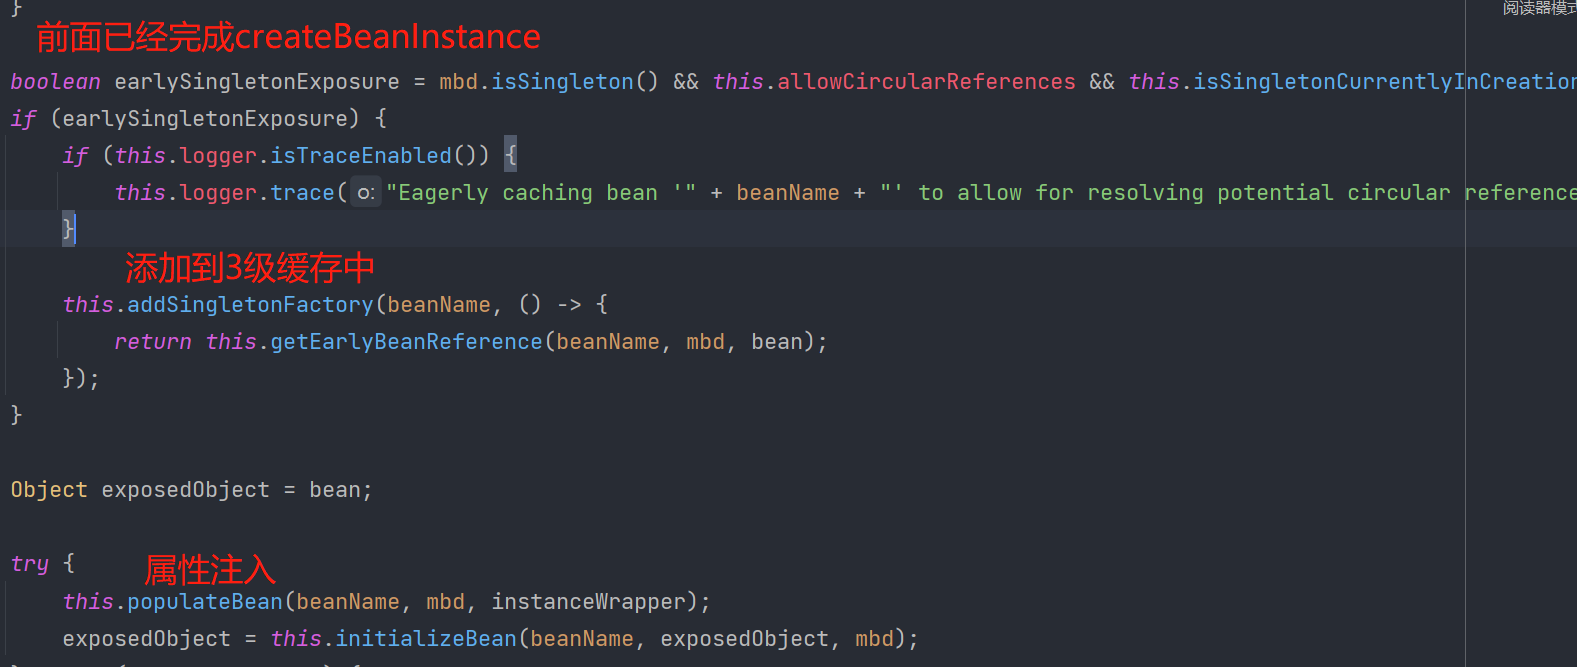 }
阅读器模式
前面已经完成createBeanInstance
boolean earlySingletonExposure = mbd.isSingleton() && this.allowCircularReferences && this.isSingletonCurrentlyInCreation
if (earlySingletonExposure) {
if (this.logger.isTraceEnabled()) {
this.logger.trace( o: "Eagerly caching bean '" + beanName + "' to allow for resolving potential circular reference
}
添加到3级缓存中
this.addSingletonFactory(beanName, () -> {
return this.getEarlyBeanReference(beanName, mbd, bean);
});
}
Object exposedObject = bean;
try {
属性注入
this.populateBean(beanName, mbd, instanceWrapper);
exposedObject = this.initializeBean(beanName, exposedObject, mbd);